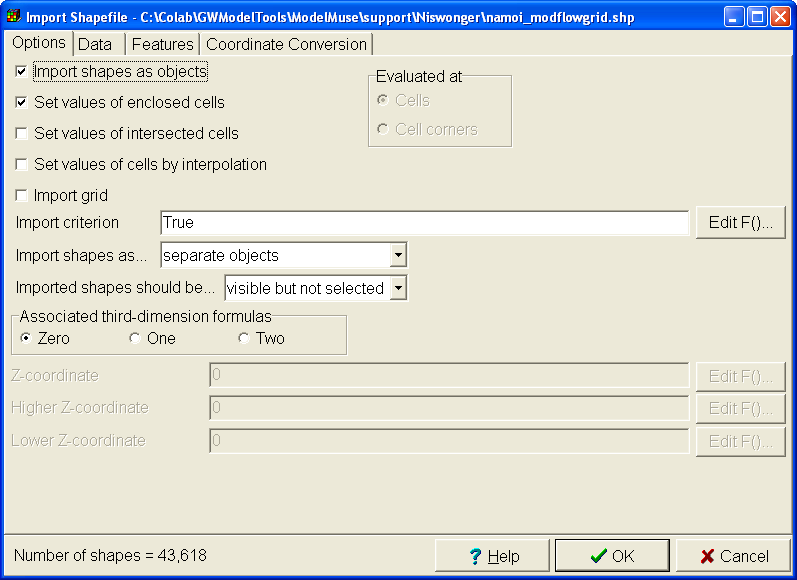 Import Shapefile - C:\Colab\GWModelTools\ModelMuse\support\Niswonger\namoi_modflowgrid.shp
Options Data Features Coordinate Conversion
Import shapes as objects
Evaluated at
Set values of enclosed cells
Cells
Set values of intersected cells
Cell corners
Set values of cells by interpolation
Import grid
Import criterion True Edit F()...
Import shapes as... separate objects
Imported shapes should be... visible but not selected
Associated third-dimension formulas
Zero One Two
Z-coordinate 0 Edit F()...
Higher Z-coordinate 0 Edit F()...
Lower Z-coordinate 0 Edit F()...
Number of shapes = 43,618 ? Help OK Cancel